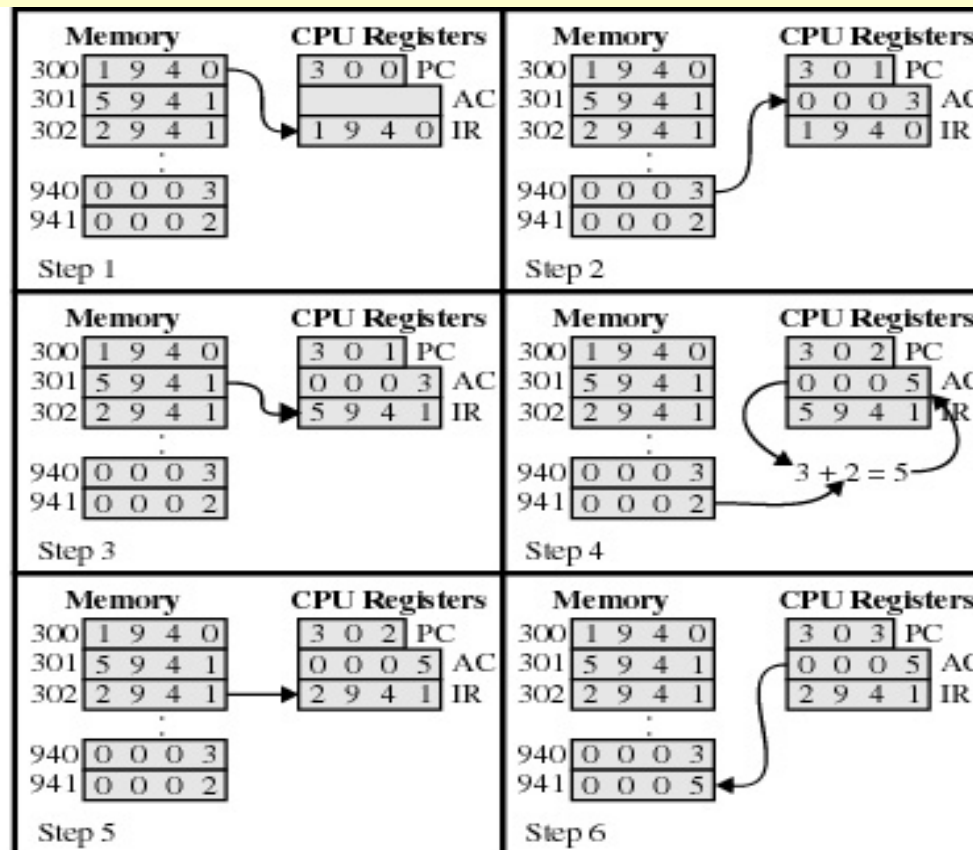 Memory CPU Registers
300 1 9 4 0 3 0 0 PC
301 5 9 4 1 AC
302 2 9 4 1 1 9 4 0 IR
940 0 0 0 3
941 0 0 0 2
Step 1
Memory CPU Registers
300 1 9 4 0 3 0 1 PC
301 5 9 4 1 0 0 0 3 AC
302 2 9 4 1 1 9 4 0 IR
940 0 0 0 3
941 0 0 0 2
Step 2
Memory CPU Registers
300 1 9 4 0 3 0 1 PC
301 5 9 4 1 0 0 0 3 AC
302 2 9 4 1 5 9 4 1 IR
940 0 0 0 3
941 0 0 0 2
Step 3
Memory CPU Registers
300 1 9 4 0 3 0 2 PC
301 5 9 4 1 0 0 0 5 AC
302 2 9 4 1 5 9 4 1 IR
940 0 0 0 3 3 + 2 = 5
941 0 0 0 2
Step 4
Memory CPU Registers
300 1 9 4 0 3 0 2 PC
301 5 9 4 1 0 0 0 5 AC
302 2 9 4 1 2 9 4 1 IR
940 0 0 0 3
941 0 0 0 2
Step 5
Memory CPU Registers
300 1 9 4 0 3 0 3 PC
301 5 9 4 1 0 0 0 5 AC
302 2 9 4 1 2 9 4 1 IR
940 0 0 0 3
941 0 0 0 5
Step 6